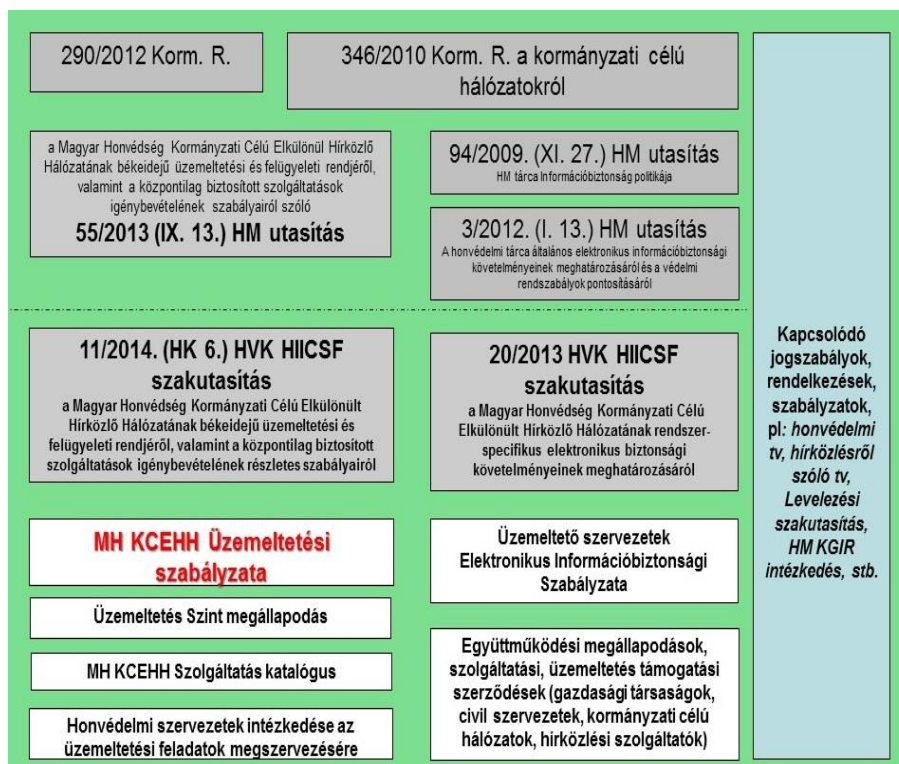 290/2012 Korm. R.
346/2010 Korm. R. a kormányzati célú
hálózatokról
a Magyar Honvédség Kormányzati Célú Elkülönül Hírközlő
Hálózatának békeidejű üzemeltetési és felügyeleti rendjéről,
valamint a központilag biztosított szolgáltatások
igénybevételének szabályairól szóló
55/2013 (IX. 13.) HM utasítás
94/2009. (XI. 27.) HM utasítás
HM tárca Információbiztonság politikája
3/2012. (I. 13.) HM utasítás
A honvédelmi tárca általános elektronikus információbiztonsági
követelményeinek meghatározásáról és a védelmi
rendszabályok pontosításáról
11/2014. (HK 6.) HVK HIICSF
szakutasítás
a Magyar Honvédség Kormányzati Célú Elkülönült
Hírközlő Hálózatának békeidejű üzemeltetési és
felügyeleti rendjéről, valamint a központilag biztosított
szolgáltatások igénybevételének részletes szabályairól
20/2013 HVK HIICSF
szakutasítás
a Magyar Honvédség Kormányzati Célú
Elkülönült Hírközlő Hálózatának rendszer-
specifikus elektronikus biztonsági
követelményeinek meghatározásáról
MH KCEHH Üzemeltetési
szabályzata
Üzemeltetés Szint megállapodás
MH KCEHH Szolgáltatás katalógus
Honvédelmi szervezetek intézkedése az
üzemeltetési feladatok megszervezésére
Üzemeltető szervezetek
Elektronikus Információbiztonsági
Szabályzata
Együttműködési megállapodások,
szolgáltatási, üzemeltetés támogatási
szerződések (gazdasági társaságok,
civil szervezetek, kormányzati célú
hálózatok, hírközlési szolgáltatók)
Kapcsolódó
jogszabályok,
rendelkezések,
szabályzatok,
pl: honvédelmi
tv, hírközlésről
szóló tv,
Levelezési
szakutasítás,
HM KGIR
intézkedés, stb.